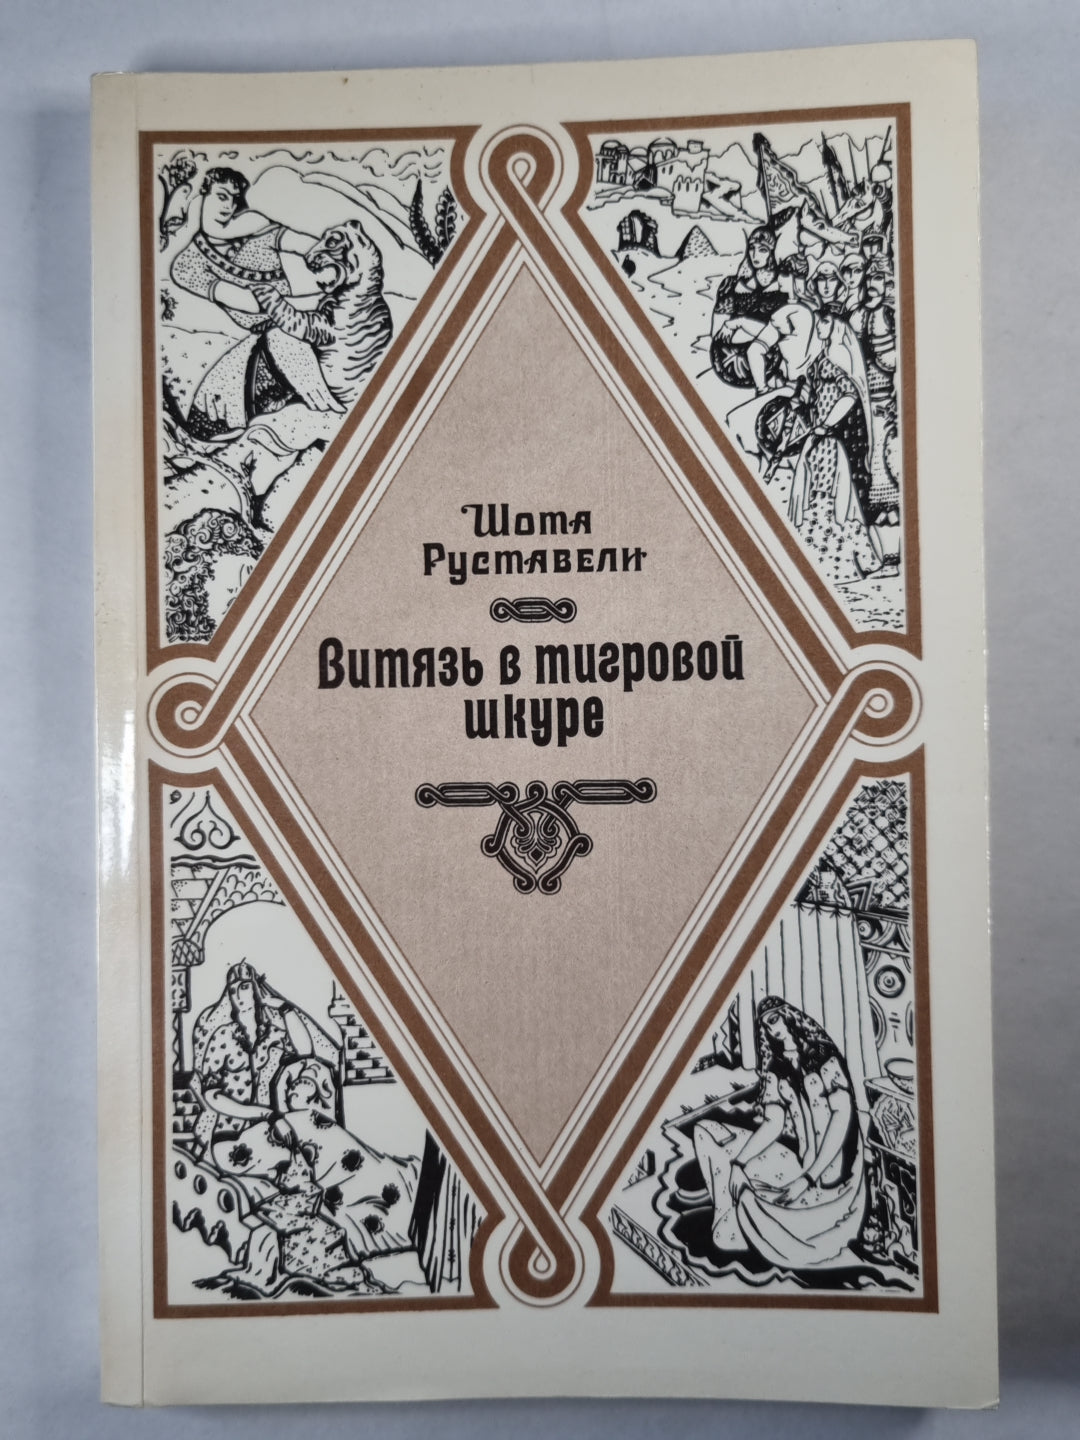 Шота
Руставели
Витязь в тигровой
шкуре